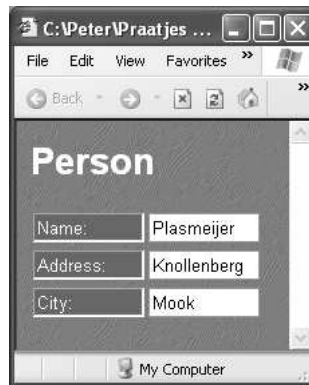 C:\Peter\Praatjes ...
File Edit View Favorites »
Back »
Person
Name: Plasmeijer
Address: Knollenberg
City: Mook
My Computer